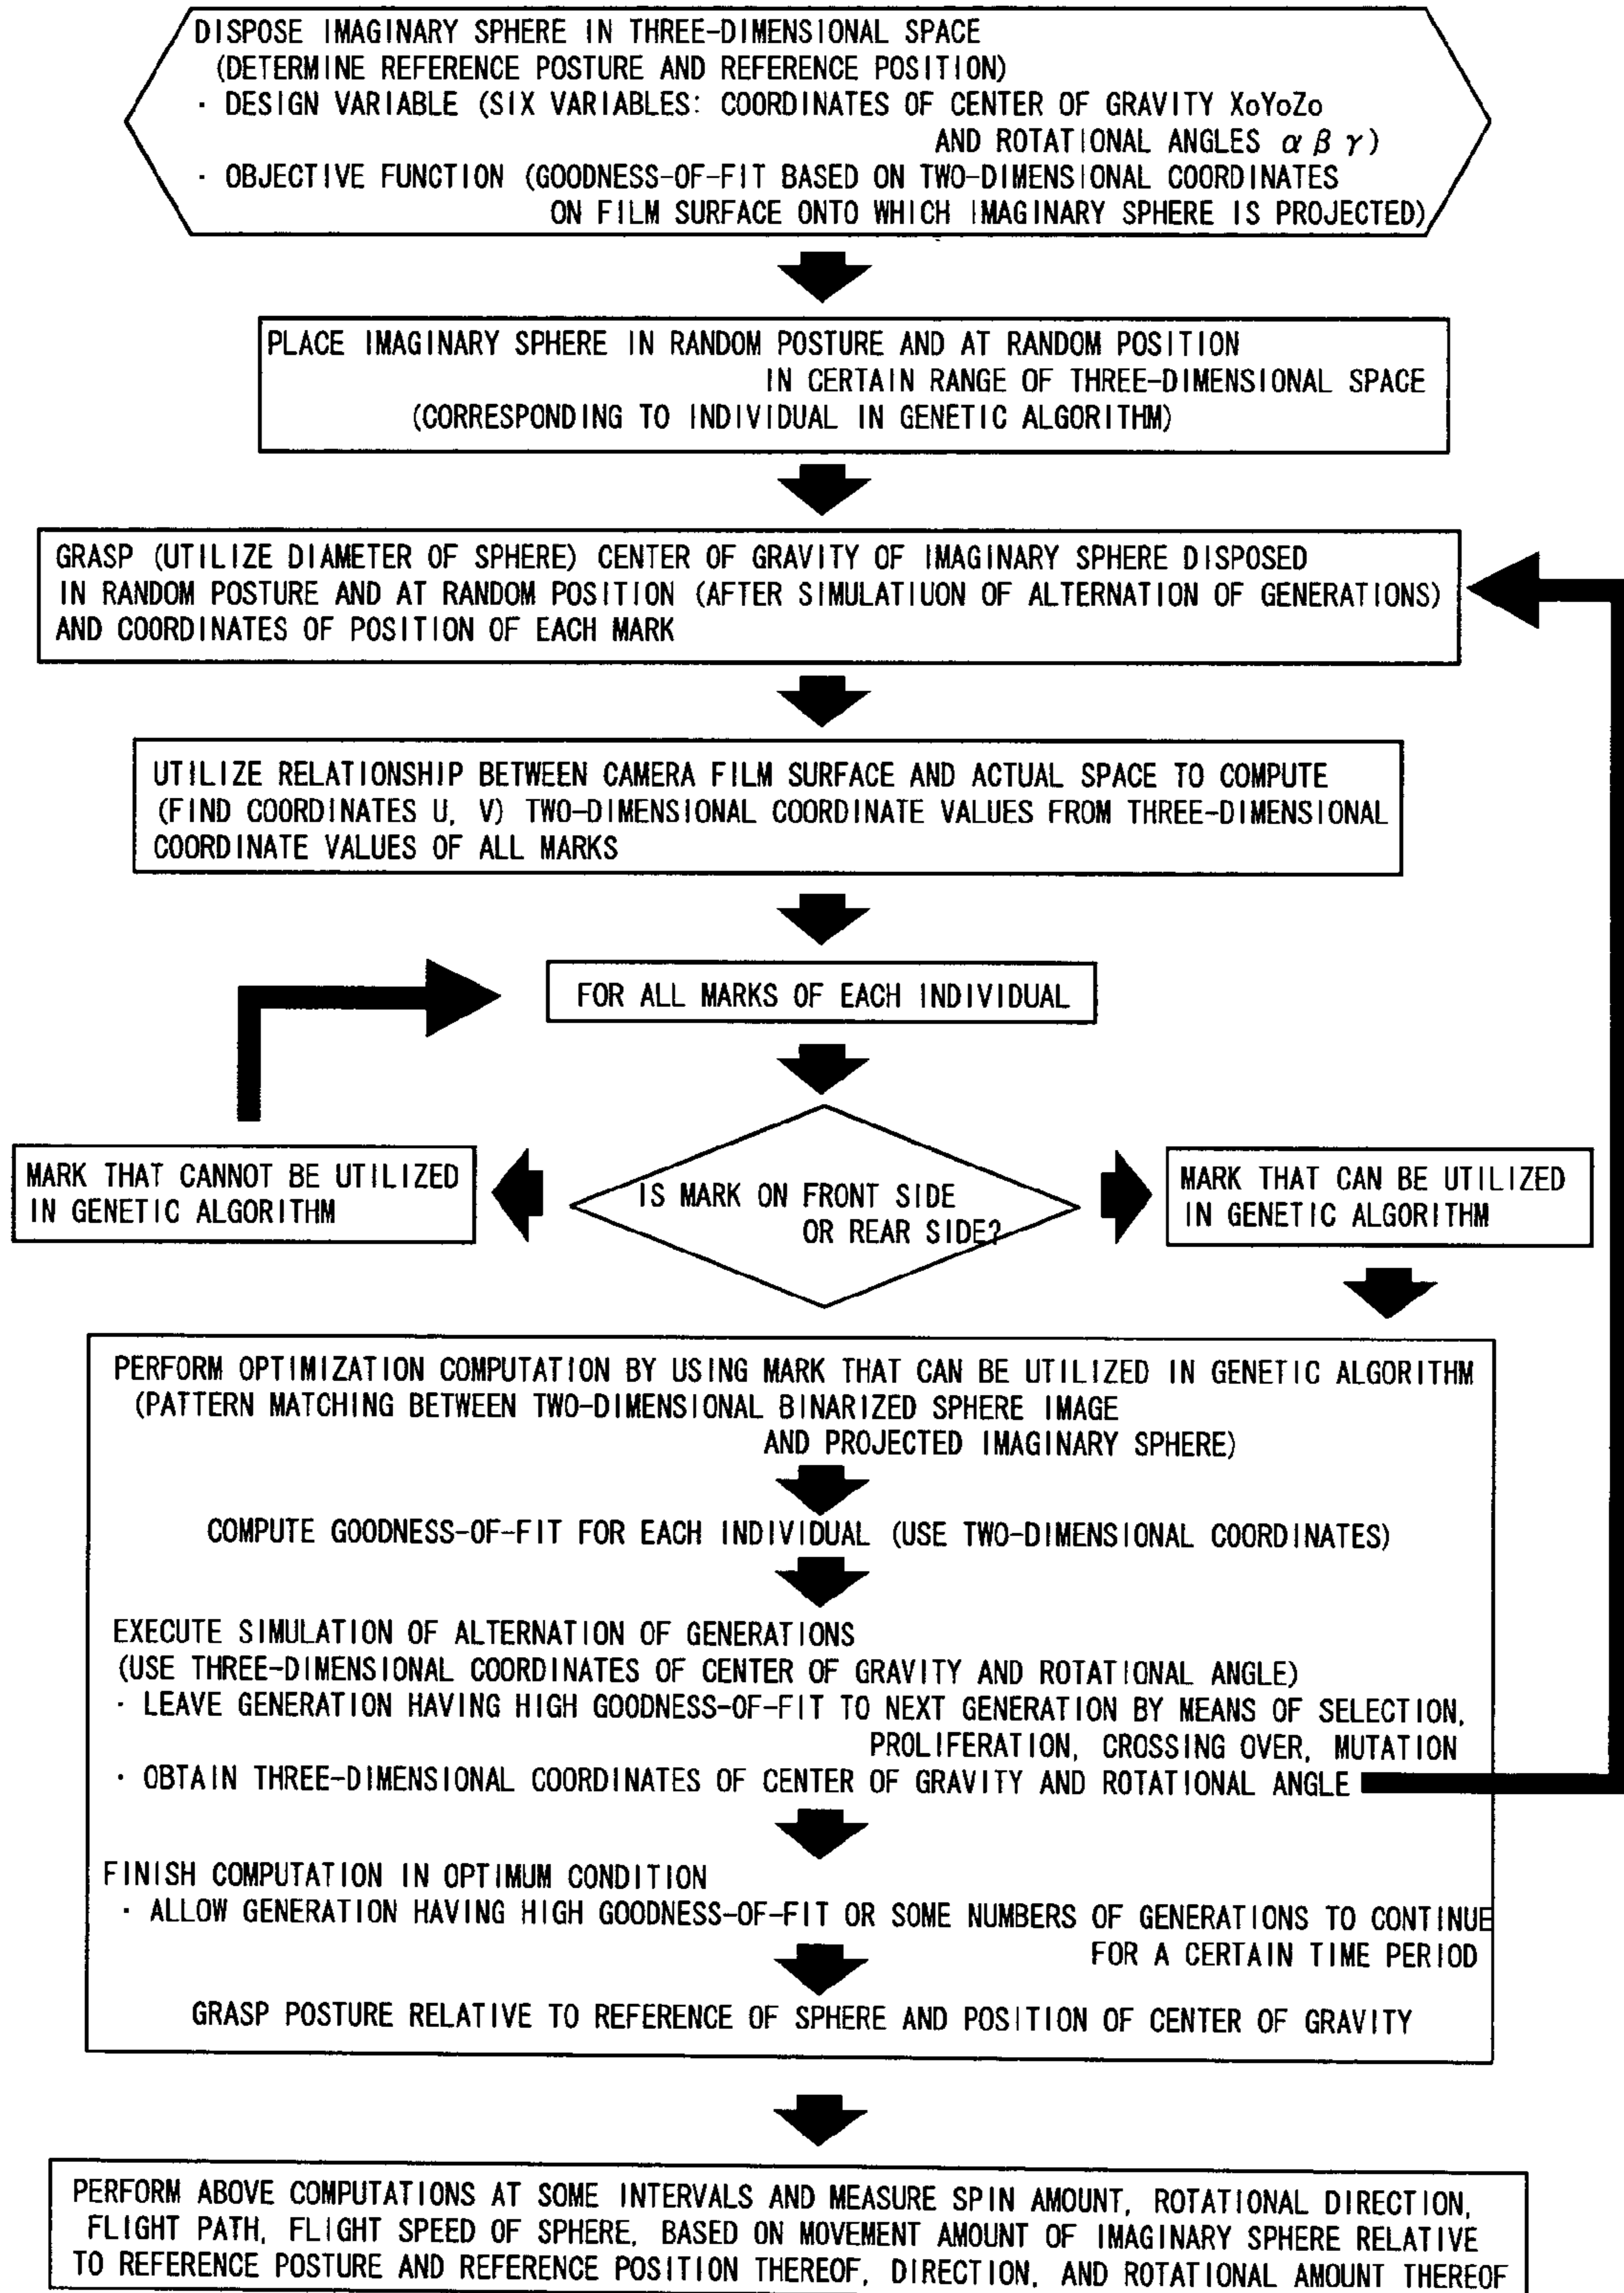 DISPOSE IMAGINARY SPHERE IN THREE-DIMENSIONAL SPACE
(DETERMINE REFERENCE POSTURE AND REFERENCE POSITION)
· DESIGN VARIABLE (SIX VARIABLES: COORDINATES OF CENTER OF GRAVITY XoYoZo
AND ROTATIONAL ANGLES α β γ)
· OBJECTIVE FUNCTION (GOODNESS-OF-FIT BASED ON TWO-DIMENSIONAL COORDINATES
ON FILM SURFACE ONTO WHICH IMAGINARY SPHERE IS PROJECTED)
PLACE IMAGINARY SPHERE IN RANDOM POSTURE AND AT RANDOM POSITION
IN CERTAIN RANGE OF THREE-DIMENSIONAL SPACE
(CORRESPONDING TO INDIVIDUAL IN GENETIC ALGORITHM)
GRASP (UTILIZE DIAMETER OF SPHERE) CENTER OF GRAVITY OF IMAGINARY SPHERE DISPOSED
IN RANDOM POSTURE AND AT RANDOM POSITION (AFTER SIMULATIUON OF ALTERNATION OF GENERATIONS)
AND COORDINATES OF POSITION OF EACH MARK
UTILIZE RELATIONSHIP BETWEEN CAMERA FILM SURFACE AND ACTUAL SPACE TO COMPUTE
(FIND COORDINATES U, V) TWO-DIMENSIONAL COORDINATE VALUES FROM THREE-DIMENSIONAL
COORDINATE VALUES OF ALL MARKS
FOR ALL MARKS OF EACH INDIVIDUAL
MARK THAT CANNOT BE UTILIZED
IN GENETIC ALGORITHM
IS MARK ON FRONT SIDE
OR REAR SIDE?
MARK THAT CAN BE UTILIZED
IN GENETIC ALGORITHM
PERFORM OPTIMIZATION COMPUTATION BY USING MARK THAT CAN BE UTILIZED IN GENETIC ALGORITHM
(PATTERN MATCHING BETWEEN TWO-DIMENSIONAL BINARIZED SPHERE IMAGE
AND PROJECTED IMAGINARY SPHERE)
COMPUTE GOODNESS-OF-FIT FOR EACH INDIVIDUAL (USE TWO-DIMENSIONAL COORDINATES)
EXECUTE SIMULATION OF ALTERNATION OF GENERATIONS
(USE THREE-DIMENSIONAL COORDINATES OF CENTER OF GRAVITY AND ROTATIONAL ANGLE)
· LEAVE GENERATION HAVING HIGH GOODNESS-OF-FIT TO NEXT GENERATION BY MEANS OF SELECTION,
PROLIFERATION, CROSSING OVER, MUTATION
· OBTAIN THREE-DIMENSIONAL COORDINATES OF CENTER OF GRAVITY AND ROTATIONAL ANGLE
FINISH COMPUTATION IN OPTIMUM CONDITION
· ALLOW GENERATION HAVING HIGH GOODNESS-OF-FIT OR SOME NUMBERS OF GENERATIONS TO CONTINUE
FOR A CERTAIN TIME PERIOD
GRASP POSTURE RELATIVE TO REFERENCE OF SPHERE AND POSITION OF CENTER OF GRAVITY
PERFORM ABOVE COMPUTATIONS AT SOME INTERVALS AND MEASURE SPIN AMOUNT, ROTATIONAL DIRECTION,
FLIGHT PATH, FLIGHT SPEED OF SPHERE, BASED ON MOVEMENT AMOUNT OF IMAGINARY SPHERE RELATIVE
TO REFERENCE POSTURE AND REFERENCE POSITION THEREOF, DIRECTION, AND ROTATIONAL AMOUNT THEREOF